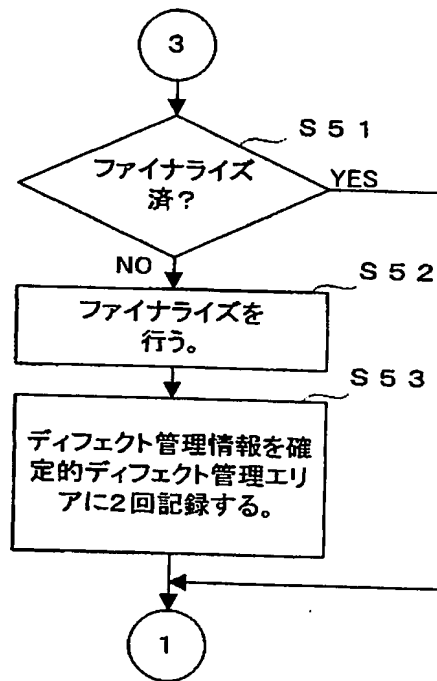 3
S51
ファイナライズ
済?
YES
NO
S52
ファイナライズを
行う。
S53
ディフェクト管理情報を確
定的ディフェクト管理エリ
アに2回記録する。
1